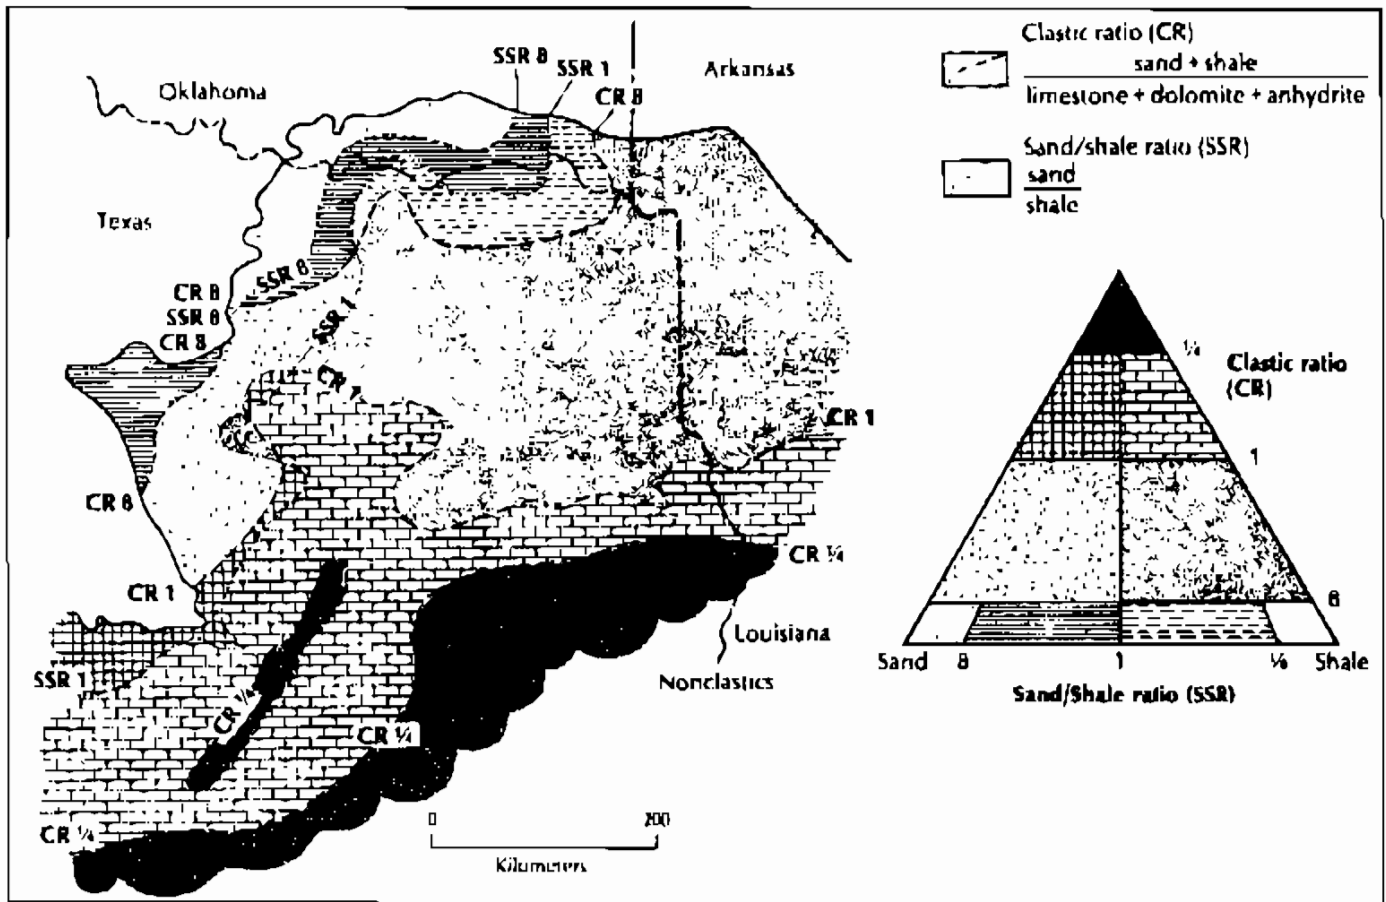 Oklahoma
SSR 8
SSR 1
CR 8
Arkansas
Texas
CR 8
SSR 8
CR 8
SSR 8
SSR 1
CR 1
CR 8
CR 1
CR 1
SSR 1
CR ¼
CR ¼
CR ¼
CR ¼
Louisiana
Nonclastics
0 200
Kilometers
Clastic ratio (CR)
sand + shale
limestone + dolomite + anhydrite
Sand/shale ratio (SSR)
sand
shale
¼
Clastic ratio
(CR)
1
8
Sand 8 1 ⅛ Shale
Sand/Shale ratio (SSR)